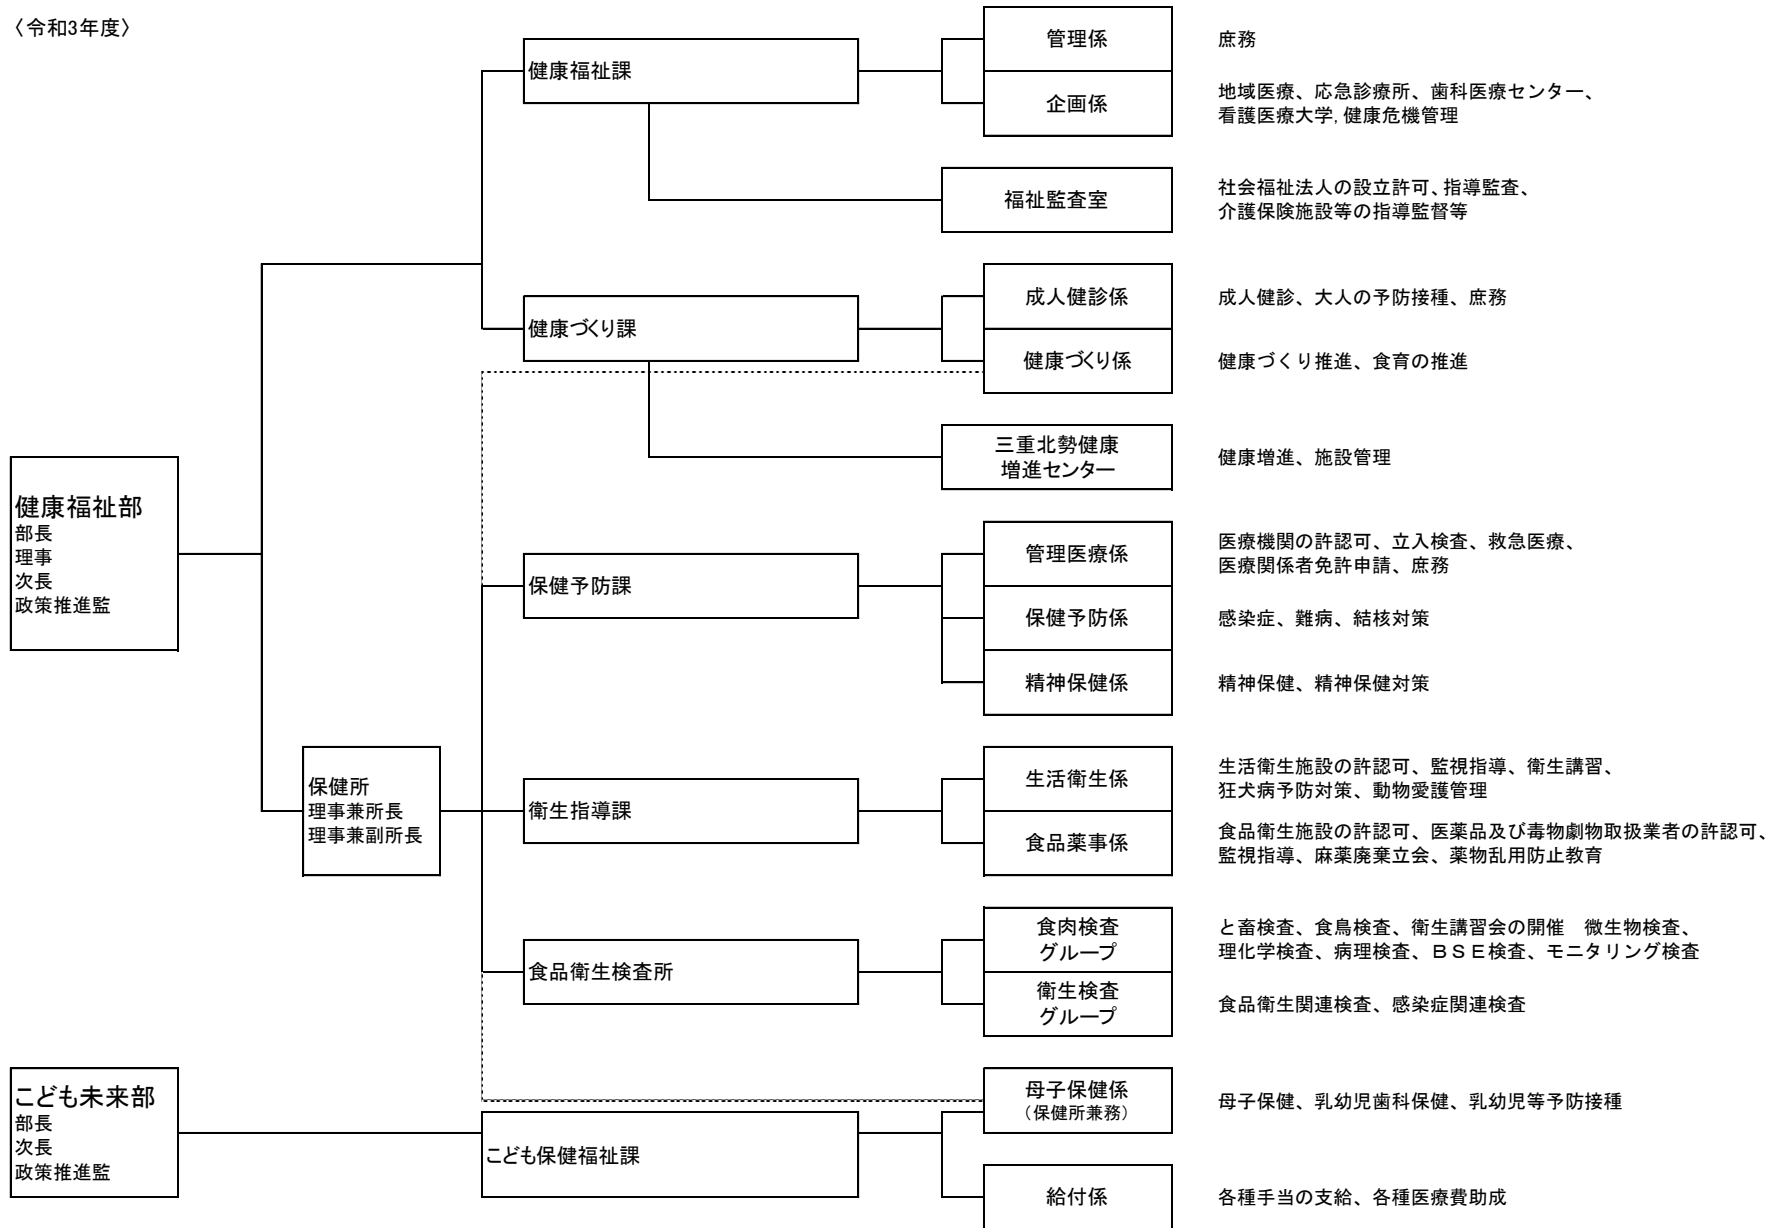 〈令和3年度〉
健康福祉課
管理係
庶務
企画係
地域医療、応急診療所、歯科医療センター、
看護医療大学,健康危機管理
福祉監査室
社会福祉法人の設立許可、指導監査、
介護保険施設等の指導監督等
健康づくり課
成人健診係
成人健診、大人の予防接種、庶務
健康づくり係
健康づくり推進、食育の推進
三重北勢健康
増進センター
健康増進、施設管理
健康福祉部
部長
理事
次長
政策推進監
保健予防課
管理医療係
医療機関の許認可、立入検査、救急医療、
医療関係者免許申請、庶務
保健予防係
感染症、難病、結核対策
精神保健係
精神保健、精神保健対策
保健所
理事兼所長
理事兼副所長
衛生指導課
生活衛生係
生活衛生施設の許認可、監視指導、衛生講習、
狂犬病予防対策、動物愛護管理
食品薬事係
食品衛生施設の許認可、医薬品及び毒物劇物取扱業者の許認可、
監視指導、麻薬廃棄立会、薬物乱用防止教育
食品衛生検査所
食肉検査
グループ
と畜検査、食鳥検査、衛生講習会の開催　微生物検査、
理化学検査、病理検査、ＢＳＥ検査、モニタリング検査
衛生検査
グループ
食品衛生関連検査、感染症関連検査
こども未来部
部長
次長
政策推進監
こども保健福祉課
母子保健係
（保健所兼務）
母子保健、乳幼児歯科保健、乳幼児等予防接種
給付係
各種手当の支給、各種医療費助成